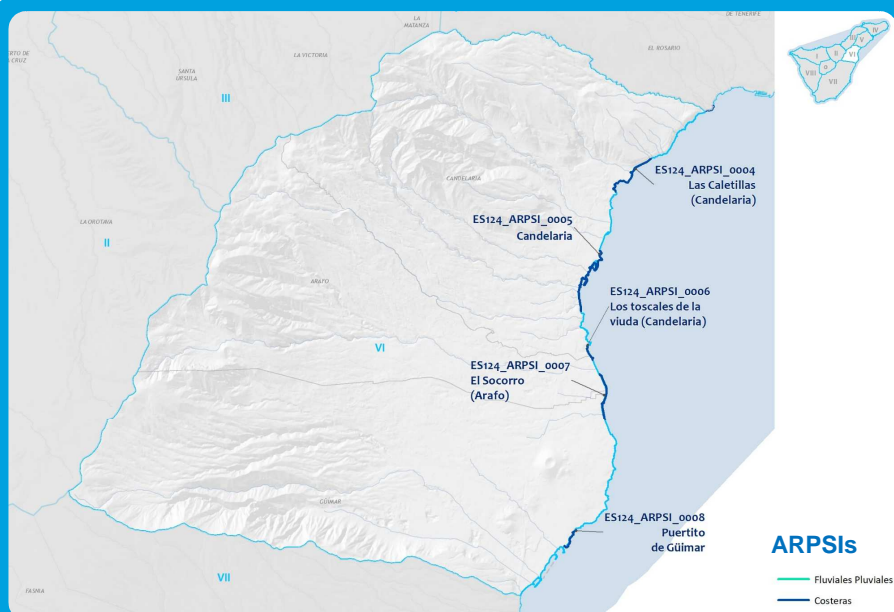 LA
MATANZA
DE TENERIFE
LA VICTORIA
EL ROSARIO
SANTA
URSULA
III
CANDELARIA
LA OROTAVA
II
ARAFO
VI
GÜIMAR
VII
FASNIA
ES124_ARPSI_0004
Las Caletillas
(Candelaria)
ES124_ARPSI_0005
Candelaria
ES124_ARPSI_0006
Los toscales de la
viuda (Candelaria)
ES124_ARPSI_0007
El Socorro
(Arafo)
ES124_ARPSI_0008
Puertito
de Güimar
I
II
III
IV
V
VI
0
VIII
VII
ARPSIs
Fluviales Pluviales
Costeras